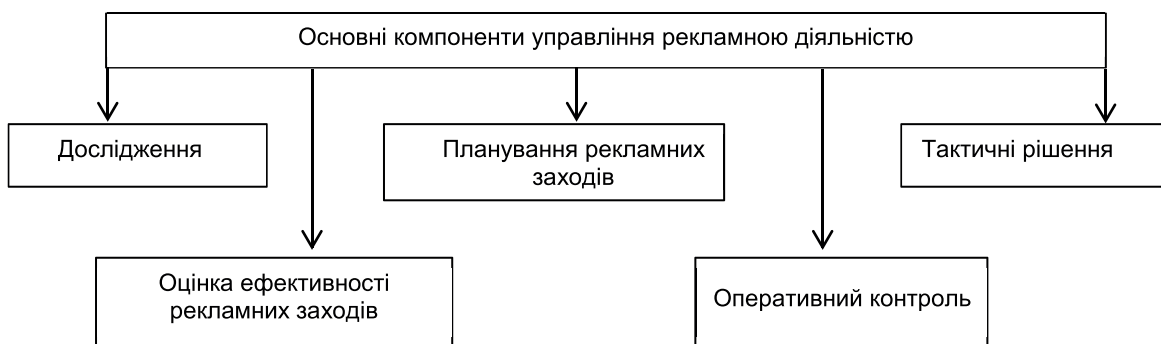 Основні компоненти управління рекламною діяльністю
Дослідження
Планування рекламних
заходів
Тактичні рішення
Оцінка ефективності
рекламних заходів
Оперативний контроль